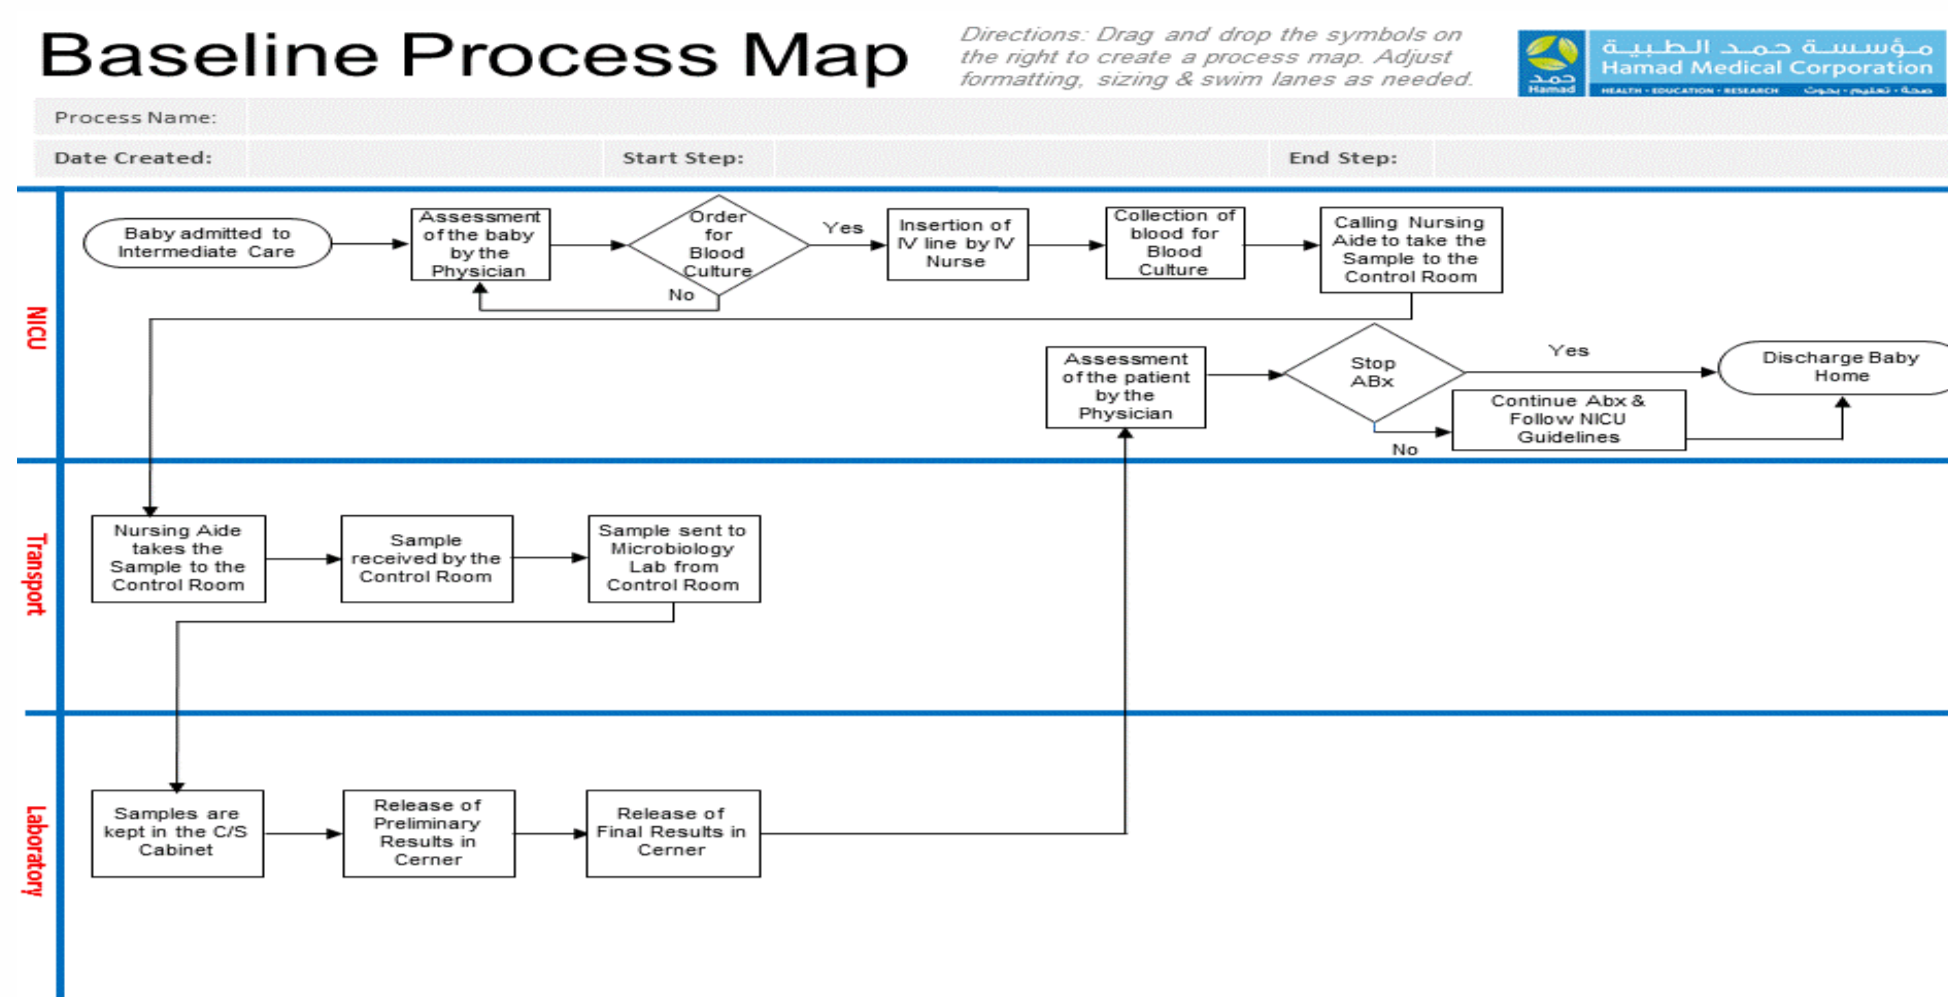 Baseline Process Map
Directions: Drag and drop the symbols on
the right to create a process map. Adjust
formatting, sizing & swim lanes as needed.
مؤسسة حمد الطبية
Hamad Medical Corporation
حمد
Hamad
HEALTH • EDUCATION • RESEARCH
صحة • تعليم • بحوث
Process Name:
Date Created:
Start Step:
End Step:
NICU
Baby admitted to
Intermediate Care
Assessment
of the baby
by the
Physician
Order
for
Blood
Culture
Yes
No
Insertion of
IV line by IV
Nurse
Collection of
blood for
Blood
Culture
Calling Nursing
Aide to take the
Sample to the
Control Room
Assessment
of the patient
by the
Physician
Stop
ABx
Yes
No
Discharge Baby
Home
Continue Abx &
Follow NICU
Guidelines
Transport
Nursing Aide
takes the
Sample to the
Control Room
Sample
received by the
Control Room
Sample sent to
Microbiology
Lab from
Control Room
Laboratory
Samples are
kept in the C/S
Cabinet
Release of
Preliminary
Results in
Cerner
Release of
Final Results in
Cerner